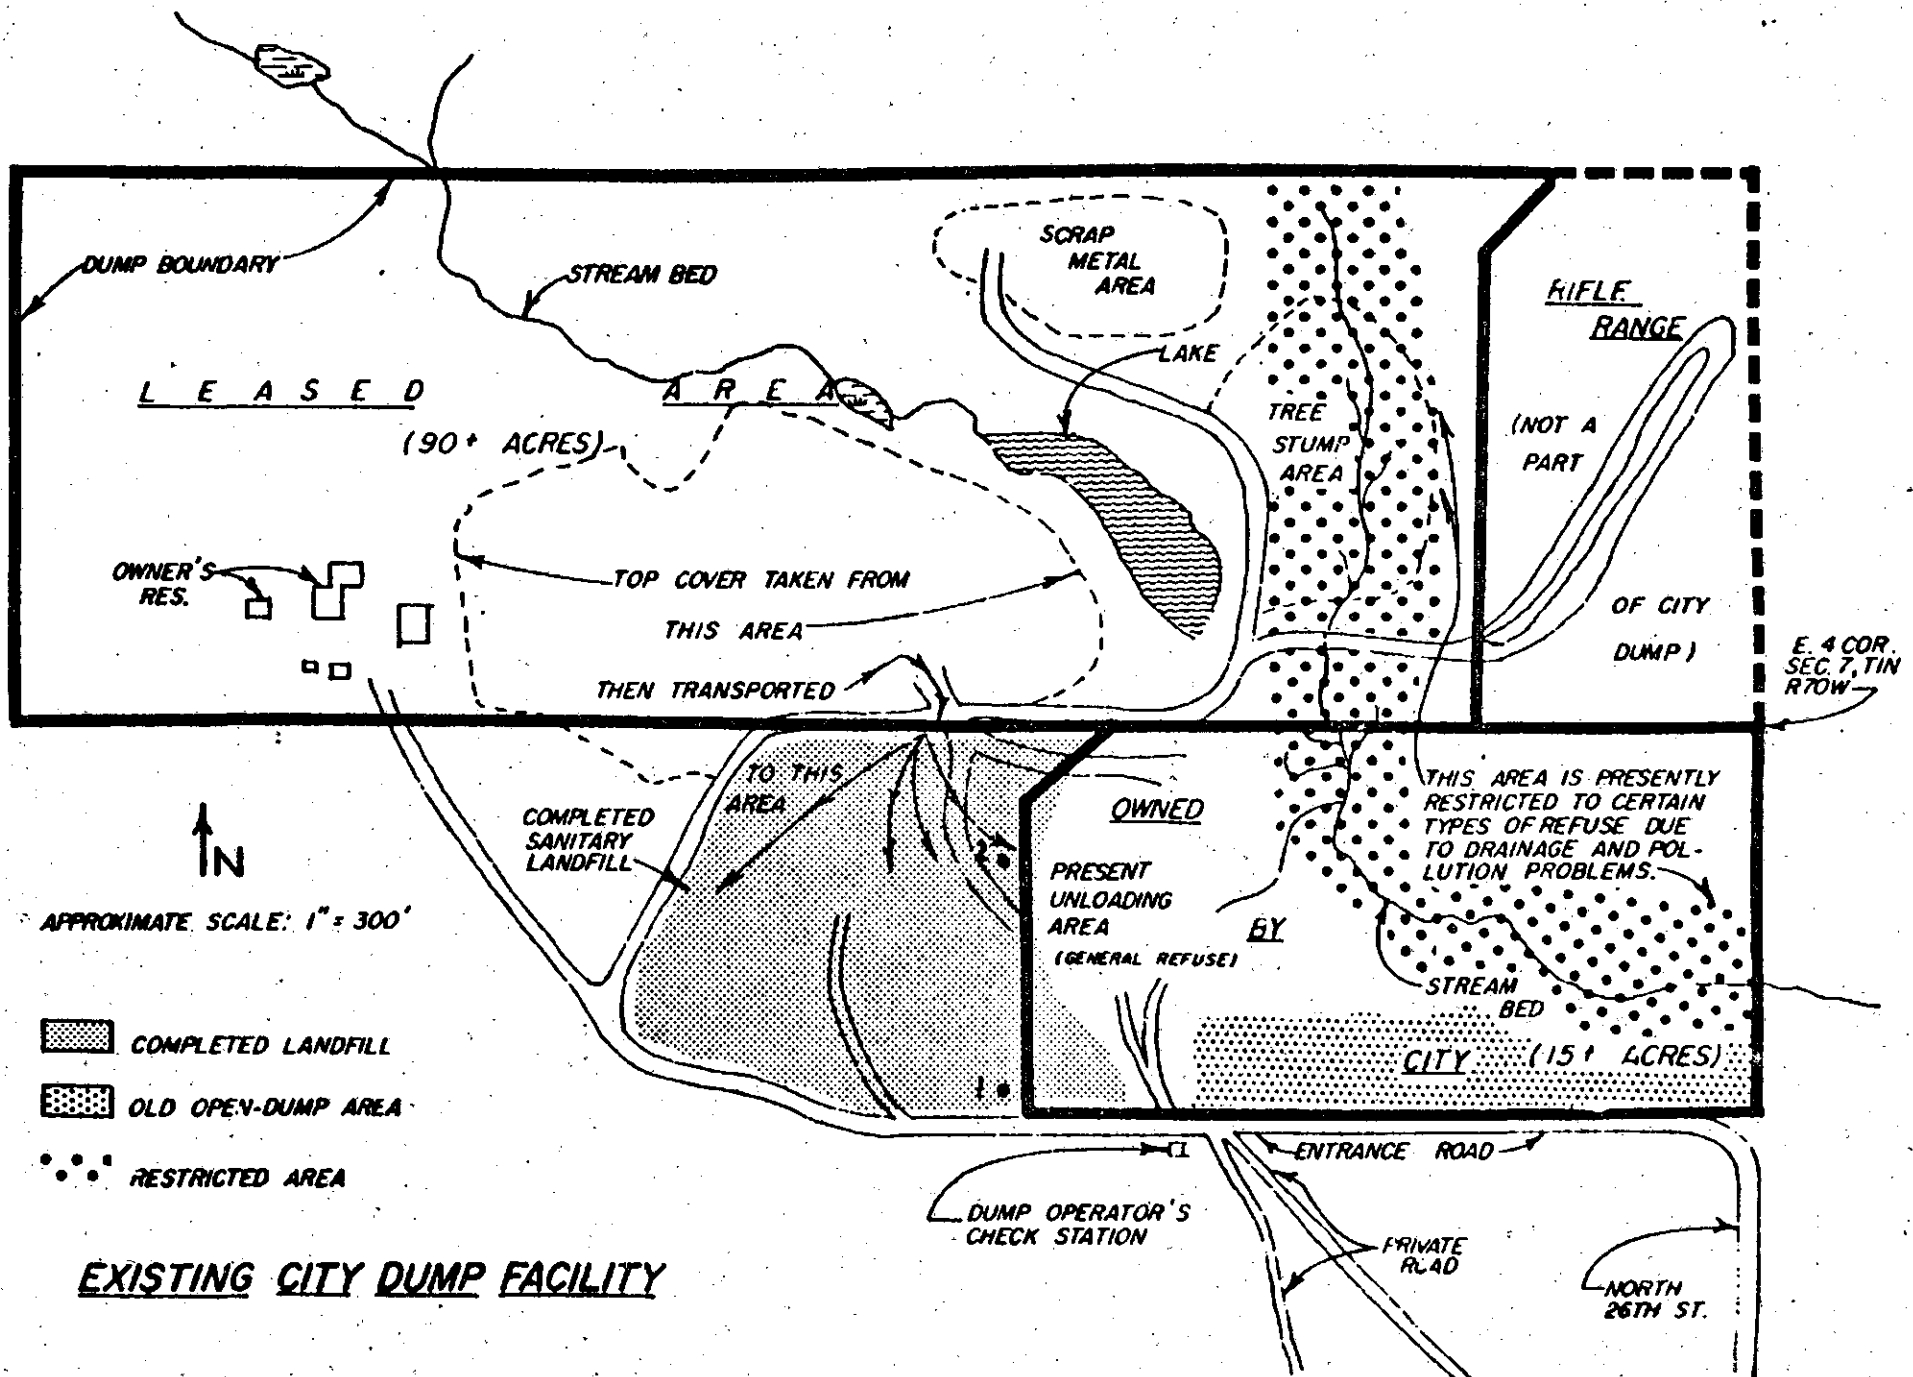 SCRAP
METAL
AREA
DUMP BOUNDARY
STREAM BED
RIFLE
RANGE
LAKE
LEASED AREA
(90+ ACRES)
TREE
STUMP
AREA
(NOT A
PART
OF CITY
DUMP)
OWNER'S
RES.
TOP COVER TAKEN FROM
THIS AREA
THEN TRANSPORTED
E. 4 COR.
SEC. 7, T1N
R70W
TO THIS
AREA
COMPLETED
SANITARY
LANDFILL
OWNED
THIS AREA IS PRESENTLY
RESTRICTED TO CERTAIN
TYPES OF REFUSE DUE
TO DRAINAGE AND POL-
LUTION PROBLEMS.
2
PRESENT
UNLOADING
AREA
(GENERAL REFUSE)
BY
N
APPROXIMATE SCALE: 1" = 300'
STREAM
BED
CITY (15+ ACRES)
1
COMPLETED LANDFILL
OLD OPEN-DUMP AREA
RESTRICTED AREA
ENTRANCE ROAD
DUMP OPERATOR'S
CHECK STATION
PRIVATE
ROAD
NORTH
26TH ST.
EXISTING CITY DUMP FACILITY